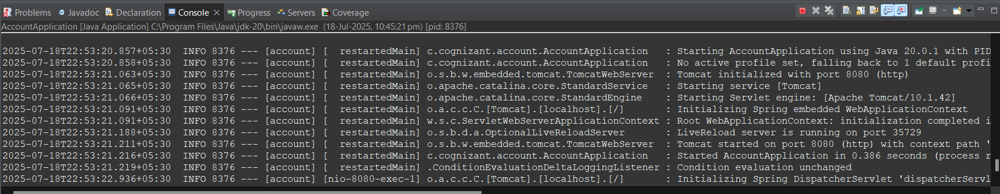 Problems @ Javadoc Declaration Console Progress Servers Coverage
AccountApplication [Java Application] C:\Program Files\Java\jdk-20\bin\javaw.exe (18-Jul-2025, 10:45:21 pm) [pid: 8376]
2025-07-18T22:53:20.857+05:30  INFO 8376 --- [account] [  restartedMain] c.cognizant.account.AccountApplication   : Starting AccountApplication using Java 20.0.1 with PID
2025-07-18T22:53:20.858+05:30  INFO 8376 --- [account] [  restartedMain] c.cognizant.account.AccountApplication   : No active profile set, falling back to 1 default profi
2025-07-18T22:53:21.063+05:30  INFO 8376 --- [account] [  restartedMain] o.s.b.w.embedded.tomcat.TomcatWebServer  : Tomcat initialized with port 8080 (http)
2025-07-18T22:53:21.065+05:30  INFO 8376 --- [account] [  restartedMain] o.apache.catalina.core.StandardService   : Starting service [Tomcat]
2025-07-18T22:53:21.066+05:30  INFO 8376 --- [account] [  restartedMain] o.apache.catalina.core.StandardEngine    : Starting Servlet engine: [Apache Tomcat/10.1.42]
2025-07-18T22:53:21.091+05:30  INFO 8376 --- [account] [  restartedMain] o.a.c.c.C.[Tomcat].[localhost].[/]       : Initializing Spring embedded WebApplicationContext
2025-07-18T22:53:21.091+05:30  INFO 8376 --- [account] [  restartedMain] w.s.c.ServletWebServerApplicationContext : Root WebApplicationContext: initialization completed i
2025-07-18T22:53:21.188+05:30  INFO 8376 --- [account] [  restartedMain] o.s.b.d.a.OptionalLiveReloadServer       : LiveReload server is running on port 35729
2025-07-18T22:53:21.211+05:30  INFO 8376 --- [account] [  restartedMain] o.s.b.w.embedded.tomcat.TomcatWebServer  : Tomcat started on port 8080 (http) with context path '
2025-07-18T22:53:21.216+05:30  INFO 8376 --- [account] [  restartedMain] c.cognizant.account.AccountApplication   : Started AccountApplication in 0.386 seconds (process r
2025-07-18T22:53:21.219+05:30  INFO 8376 --- [account] [  restartedMain] .ConditionEvaluationDeltaLoggingListener : Condition evaluation unchanged
2025-07-18T22:53:22.936+05:30  INFO 8376 --- [account] [nio-8080-exec-1] o.a.c.c.C.[Tomcat].[localhost].[/]       : Initializing Spring DispatcherServlet 'dispatcherServl